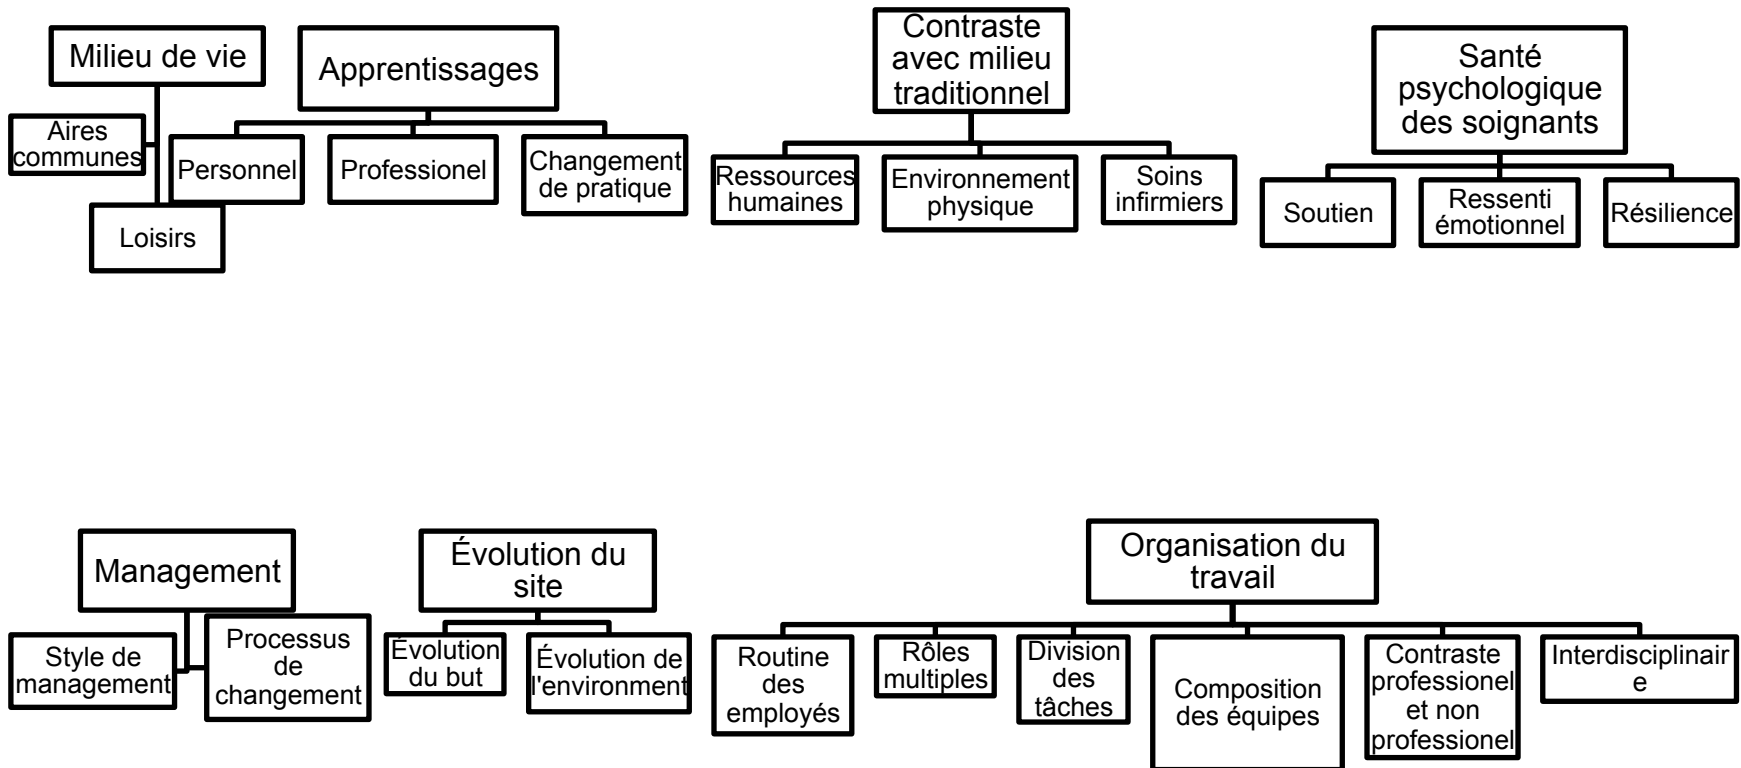 Milieu de vie
Aires
communes
Loisirs
Apprentissages
Personnel
Professionel
Changement
de pratique
Contraste
avec milieu
traditionnel
Ressources
humaines
Environnement
physique
Soins
infirmiers
Santé
psychologique
des soignants
Soutien
Ressenti
émotionnel
Résilience
Management
Style de
management
Processus
de
changement
Évolution du
site
Évolution
du but
Évolution de
l'environment
Organisation du
travail
Routine
des
employés
Rôles
multiples
Division
des
tâches
Composition
des équipes
Contraste
professionel
et non
professionel
Interdisciplinair
e